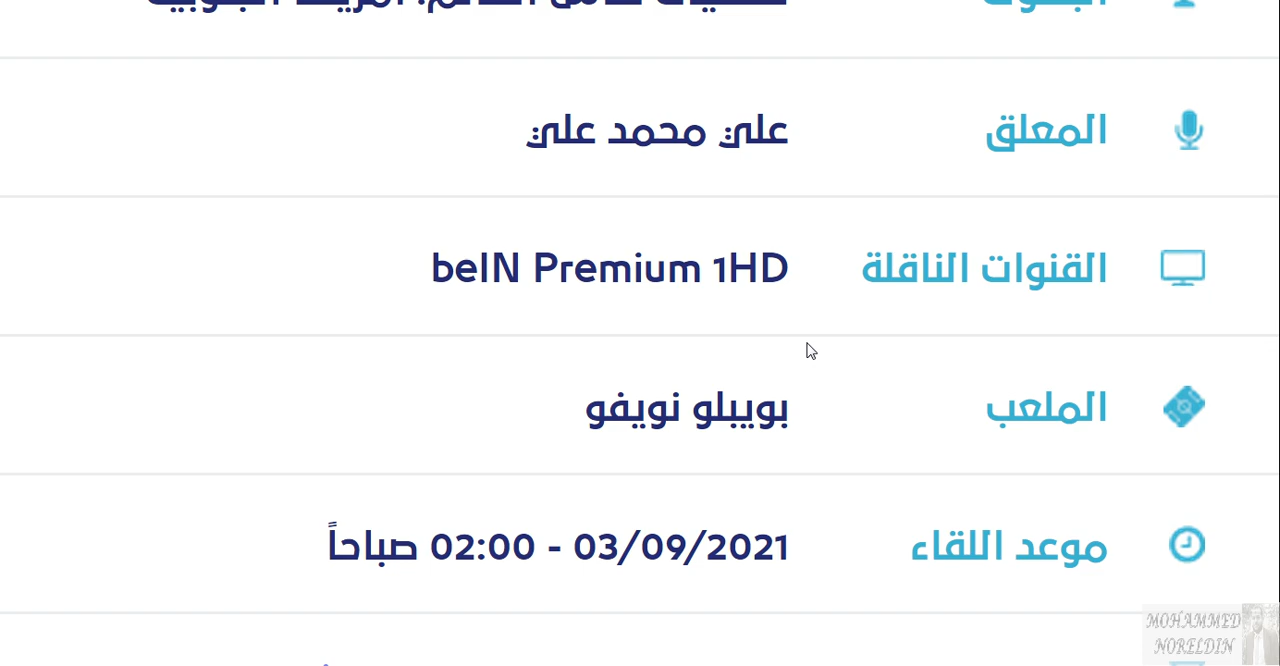 المعلق علي محمد علي
القنوات الناقلة beIN Premium 1HD
الملعب بويبلو نويفو
موعد اللقاء 03/09/2021 - 02:00 صباحاً
MOHAMMED
NORELDIN